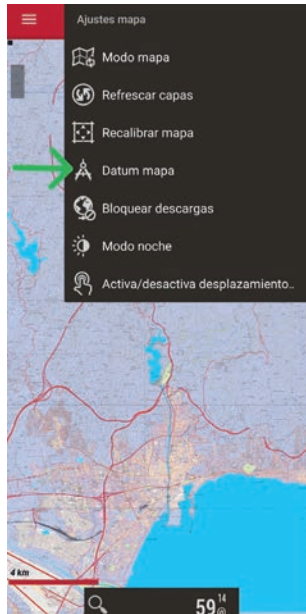 Ajustes mapa
Modo mapa
Refrescar capas
Recalibrar mapa
Datum mapa
Bloquear descargas
Modo noche
Activa/desactiva desplazamiento..
4 km
59 14